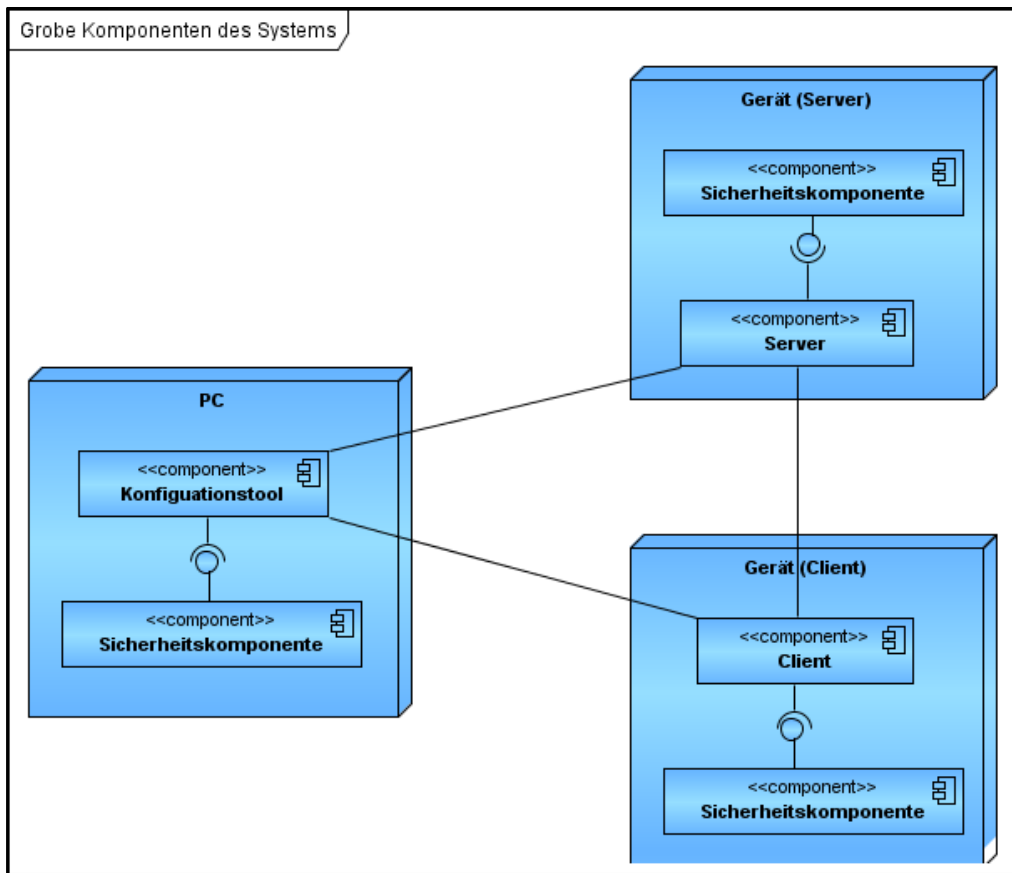 Grobe Komponenten des Systems
Gerät (Server)
<<component>>
Sicherheitskomponente
<<component>>
Server
PC
<<component>>
Konfiguationstool
<<component>>
Sicherheitskomponente
Gerät (Client)
<<component>>
Client
<<component>>
Sicherheitskomponente